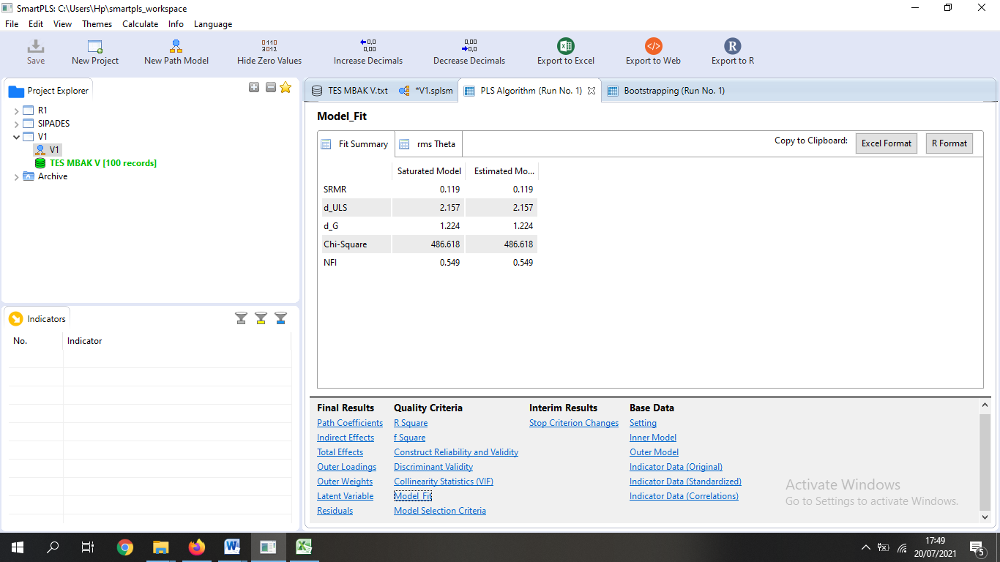 SmartPLS: C:\Users\Hp\smartpls_workspace
File Edit View Themes Calculate Info Language
Save New Project New Path Model Hide Zero Values Increase Decimals Decrease Decimals Export to Excel Export to Web Export to R
Project Explorer
R1
SIPADES
V1
V1
TES MBAK V [100 records]
Archive
Indicators
No. Indicator
TES MBAK V.txt *V1.splsm PLS Algorithm (Run No. 1) Bootstrapping (Run No. 1)
Model_Fit
Fit Summary rms Theta Copy to Clipboard: Excel Format R Format
Saturated Model Estimated Mo...
SRMR 0.119 0.119
d_ULS 2.157 2.157
d_G 1.224 1.224
Chi-Square 486.618 486.618
NFI 0.549 0.549
Final Results Quality Criteria Interim Results Base Data
Path Coefficients R Square Stop Criterion Changes Setting
Indirect Effects f Square Inner Model
Total Effects Construct Reliability and Validity Outer Model
Outer Loadings Discriminant Validity Indicator Data (Original)
Outer Weights Collinearity Statistics (VIF) Indicator Data (Standardized)
Latent Variable Model_Fit Indicator Data (Correlations)
Residuals Model Selection Criteria
Activate Windows
Go to Settings to activate Windows.
17:49
20/07/2021
5